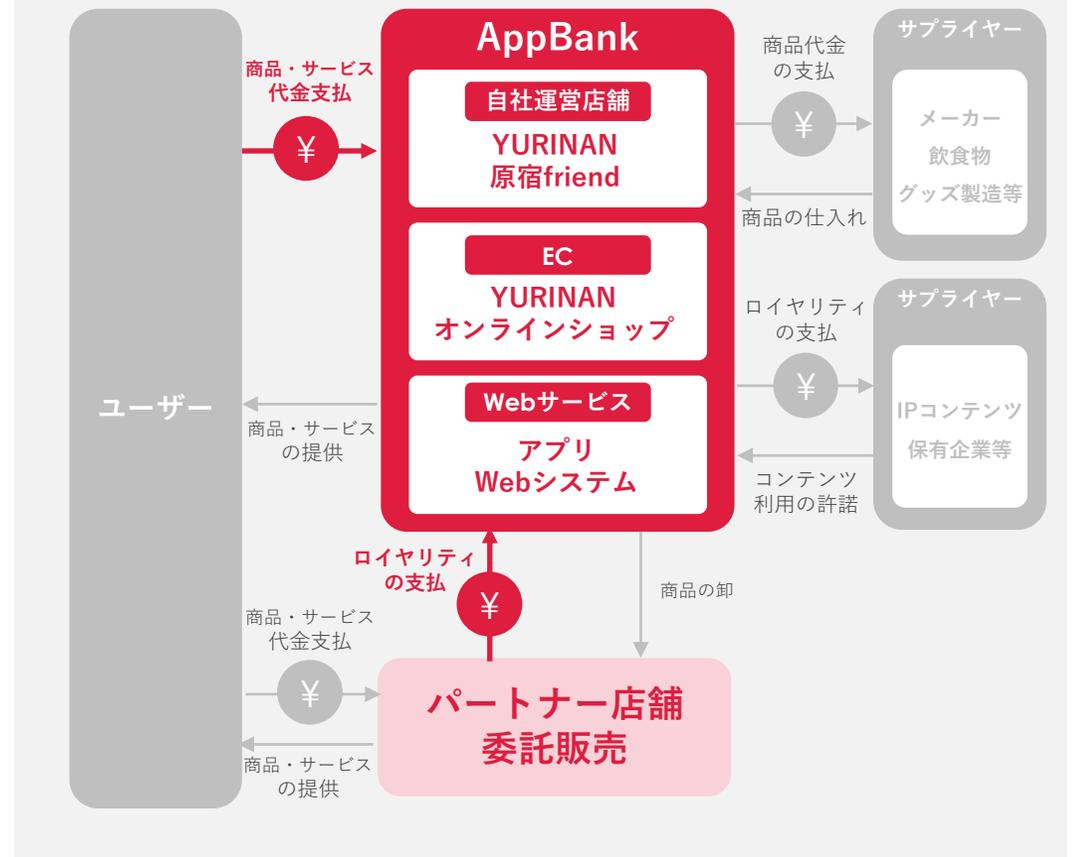 AppBank
自社運営店舗
YURINAN
原宿friend
EC
YURINAN
オンラインショップ
Webサービス
アプリ
Webシステム
ユーザー
商品・サービス
代金支払
¥
商品・サービス
の提供
商品代金
の支払
¥
商品の仕入れ
サプライヤー
メーカー
飲食物
グッズ製造等
ロイヤリティ
の支払
¥
コンテンツ
利用の許諾
サプライヤー
IPコンテンツ
保有企業等
ロイヤリティ
の支払
¥
商品の卸
商品・サービス
代金支払
¥
商品・サービス
の提供
パートナー店舗
委託販売